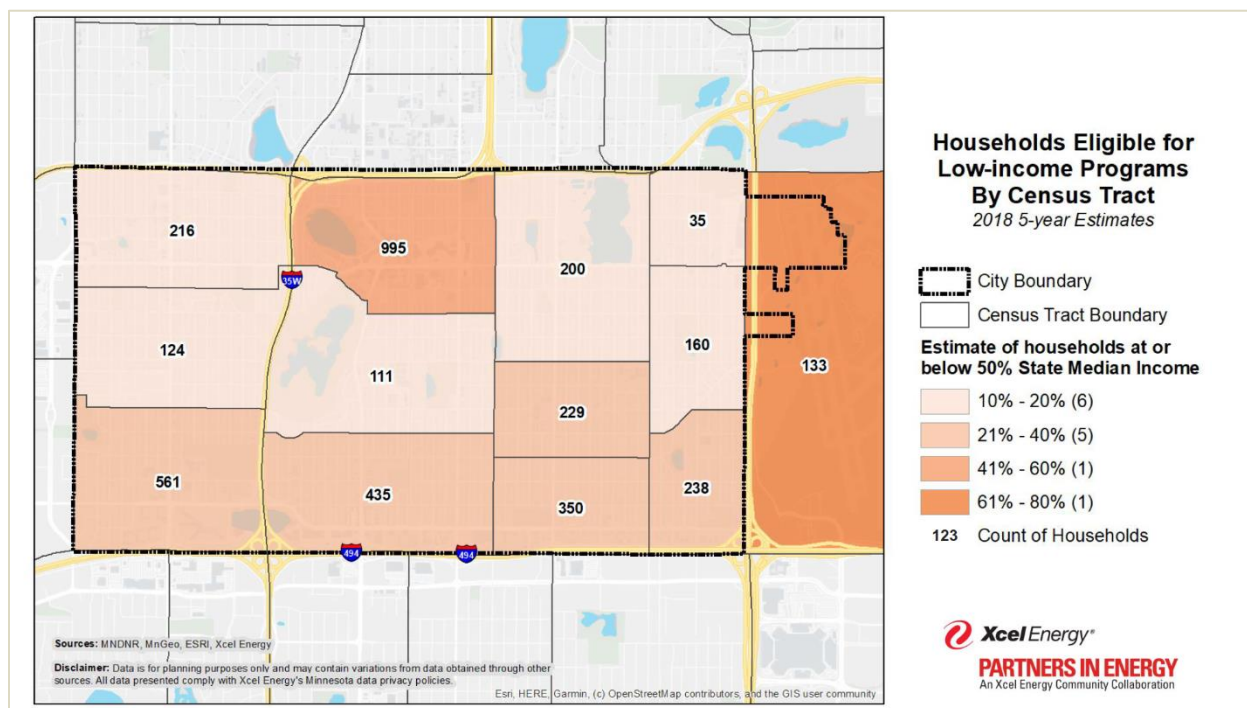 Households Eligible for
Low-income Programs
By Census Tract
2018 5-year Estimates
City Boundary
Census Tract Boundary
Estimate of households at or
below 50% State Median Income
10% - 20% (6)
21% - 40% (5)
41% - 60% (1)
61% - 80% (1)
123 Count of Households
216
995
200
35
35W
124
111
160
133
229
561
435
350
238
494
494
Sources: MNDNR, MnGeo, ESRI, Xcel Energy
Disclaimer: Data is for planning purposes only and may contain variations from data obtained through other
sources. All data presented comply with Xcel Energy's Minnesota data privacy policies.
Esri, HERE, Garmin, (c) OpenStreetMap contributors, and the GIS user community
Xcel Energy®
PARTNERS IN ENERGY
An Xcel Energy Community Collaboration